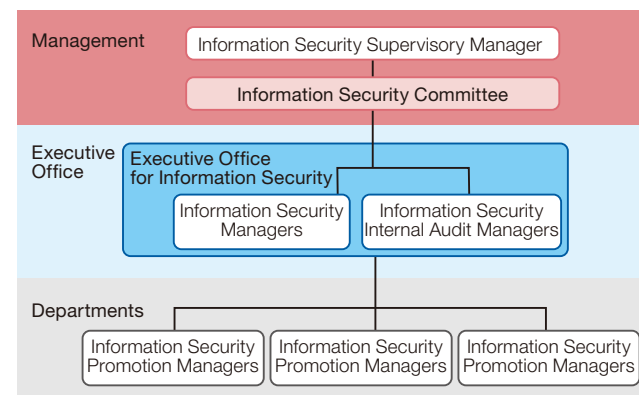 Management
Information Security Supervisory Manager
Information Security Committee
Executive
Office
Executive Office
for Information Security
Information Security
Managers
Information Security
Internal Audit Managers
Departments
Information Security
Promotion Managers
Information Security
Promotion Managers
Information Security
Promotion Managers